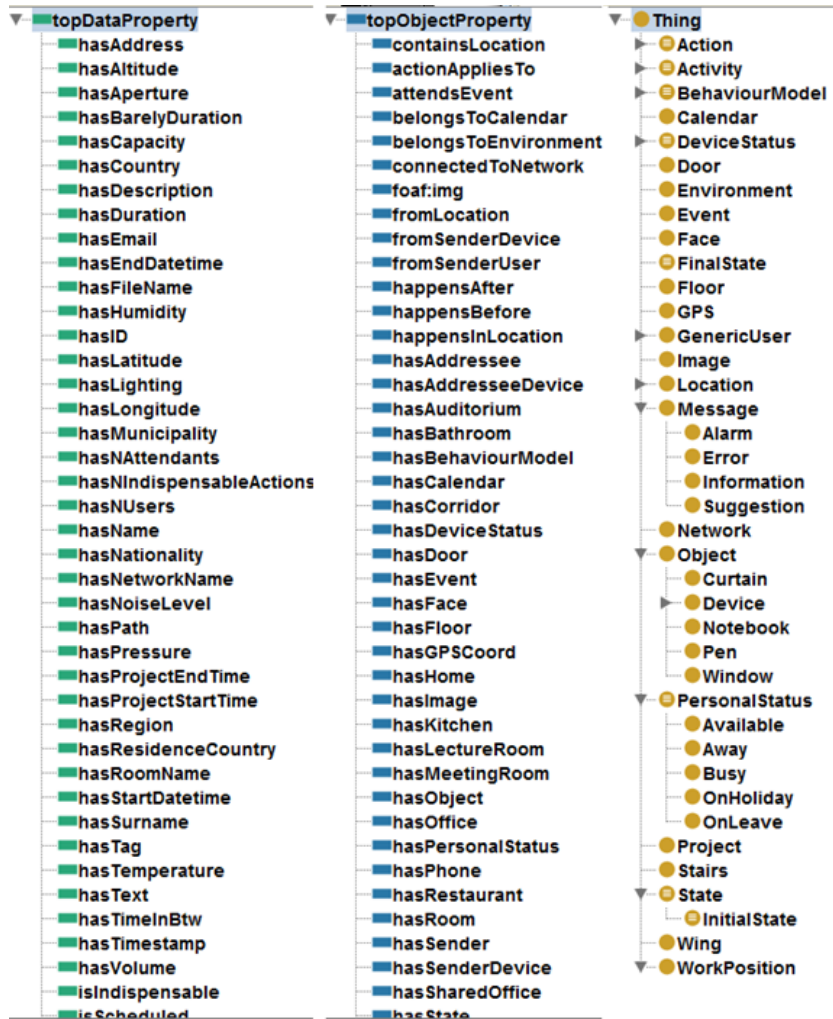 topDataProperty
hasAddress
hasAltitude
hasAperture
hasBarelyDuration
hasCapacity
hasCountry
hasDescription
hasDuration
hasEmail
hasEndDatetime
hasFileName
hasHumidity
hasID
hasLatitude
hasLighting
hasLongitude
hasMunicipality
hasNAttendants
hasNIndispensableActions
hasNUsers
hasName
hasNationality
hasNetworkName
hasNoiseLevel
hasPath
hasPressure
hasProjectEndTime
hasProjectStartTime
hasRegion
hasResidenceCountry
hasRoomName
hasStartDatetime
hasSurname
hasTag
hasTemperature
hasText
hasTimeInBtw
hasTimestamp
hasVolume
isIndispensable
isScheduled
topObjectProperty
containsLocation
actionAppliesTo
attendsEvent
belongsToCalendar
belongsToEnvironment
connectedToNetwork
foaf:img
fromLocation
fromSenderDevice
fromSenderUser
happensAfter
happensBefore
happensInLocation
hasAddressee
hasAddresseeDevice
hasAuditorium
hasBathroom
hasBehaviourModel
hasCalendar
hasCorridor
hasDeviceStatus
hasDoor
hasEvent
hasFace
hasFloor
hasGPSCoord
hasHome
hasImage
hasKitchen
hasLectureRoom
hasMeetingRoom
hasObject
hasOffice
hasPersonalStatus
hasPhone
hasRestaurant
hasRoom
hasSender
hasSenderDevice
hasSharedOffice
hasState
Thing
Action
Activity
BehaviourModel
Calendar
DeviceStatus
Door
Environment
Event
Face
FinalState
Floor
GPS
GenericUser
Image
Location
Message
Alarm
Error
Information
Suggestion
Network
Object
Curtain
Device
Notebook
Pen
Window
PersonalStatus
Available
Away
Busy
OnHoliday
OnLeave
Project
Stairs
State
InitialState
Wing
WorkPosition